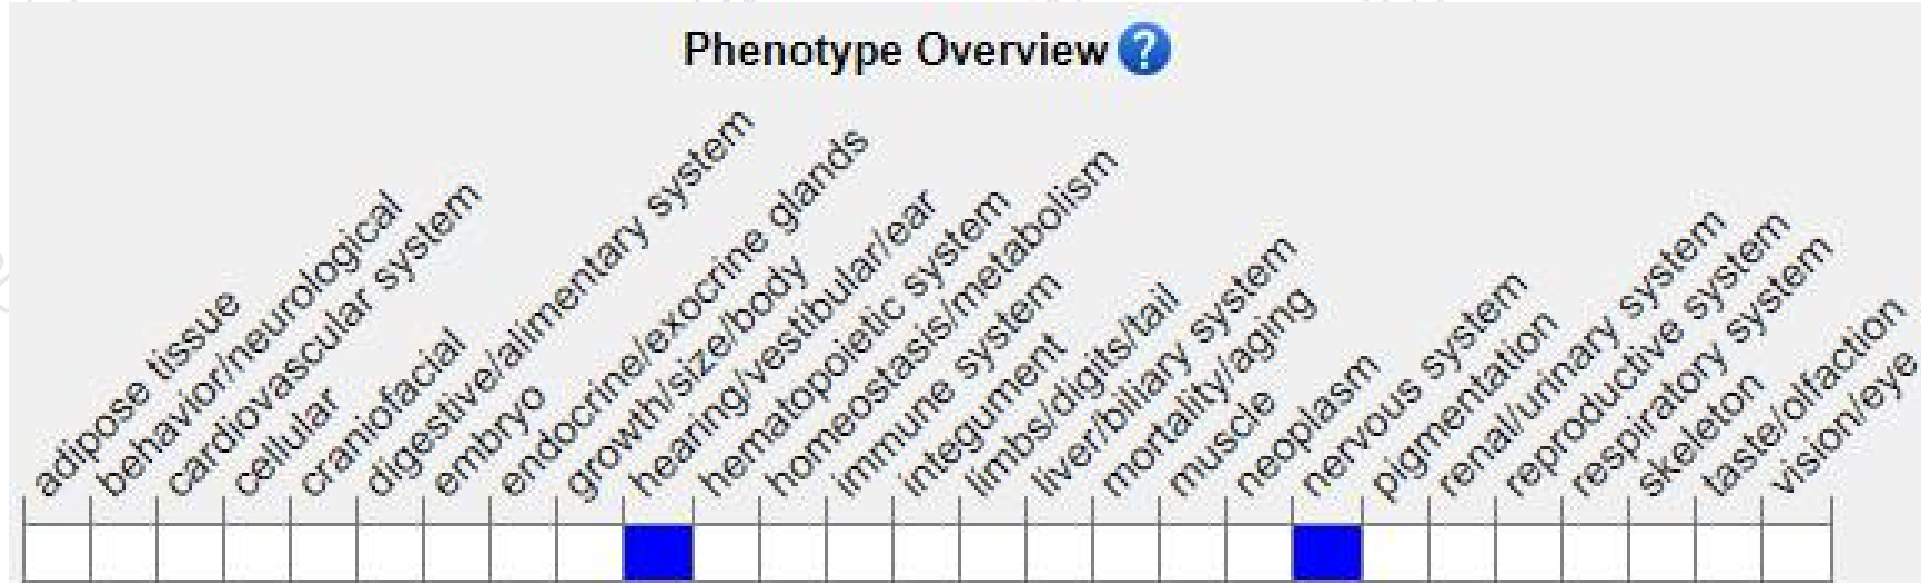 Phenotype Overview ?
adipose tissue
behavior/neurological
cardiovascular system
cellular
craniofacial
digestive/alimentary system
embryo
endocrine/exocrine glands
growth/size/body
hearing/vestibular/ear
hematopoietic system
homeostasis/metabolism
immune system
integument
limbs/digits/tail
liver/biliary system
mortality/aging
muscle
neoplasm
nervous system
pigmentation
renal/urinary system
reproductive system
respiratory system
skeleton
taste/olfaction
vision/eye